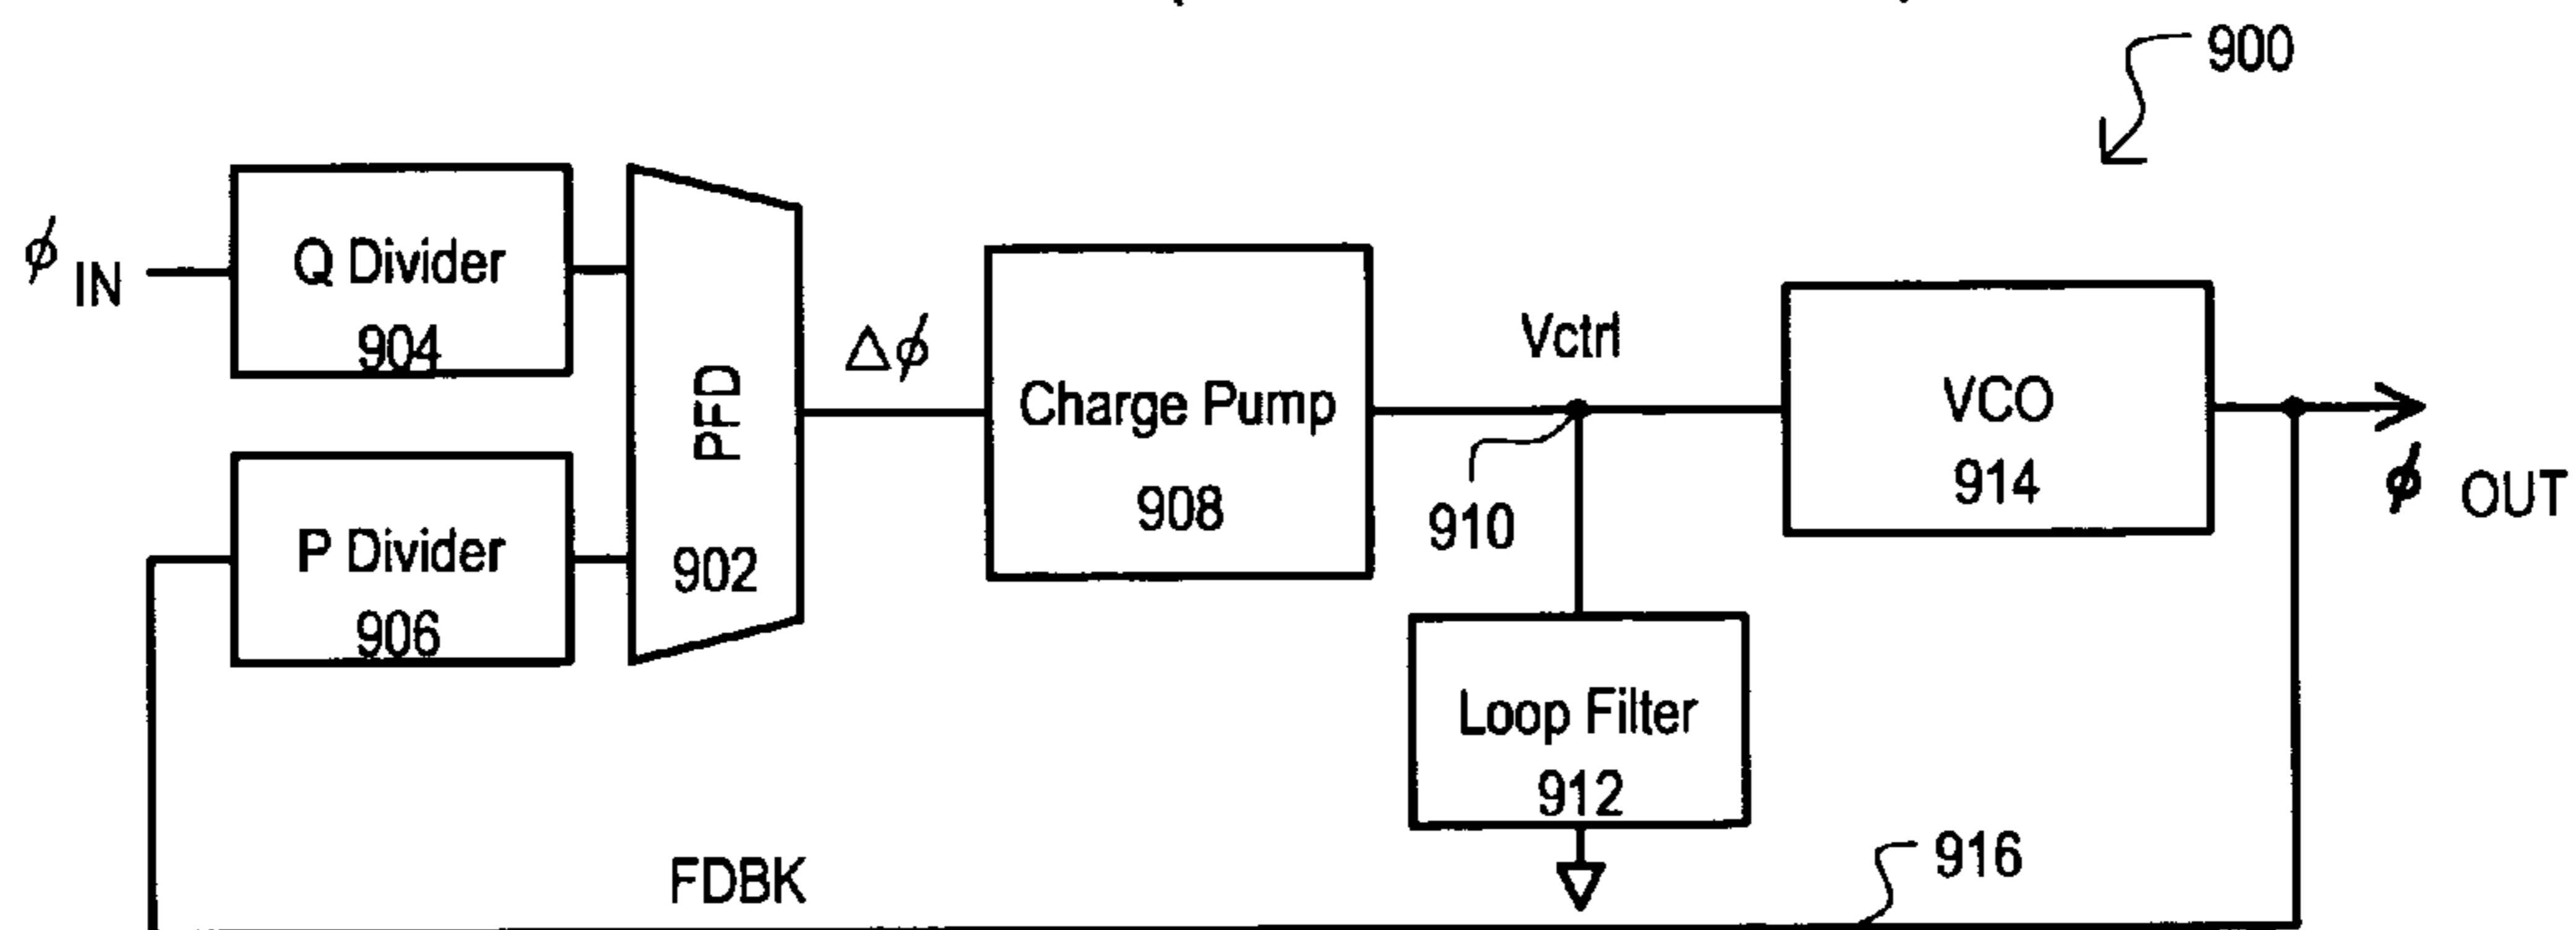 900
ϕ IN
Q Divider
904
P Divider
906
PFD
902
Δϕ
Charge Pump
908
Vctrl
910
VCO
914
ϕ OUT
Loop Filter
912
FDBK
916